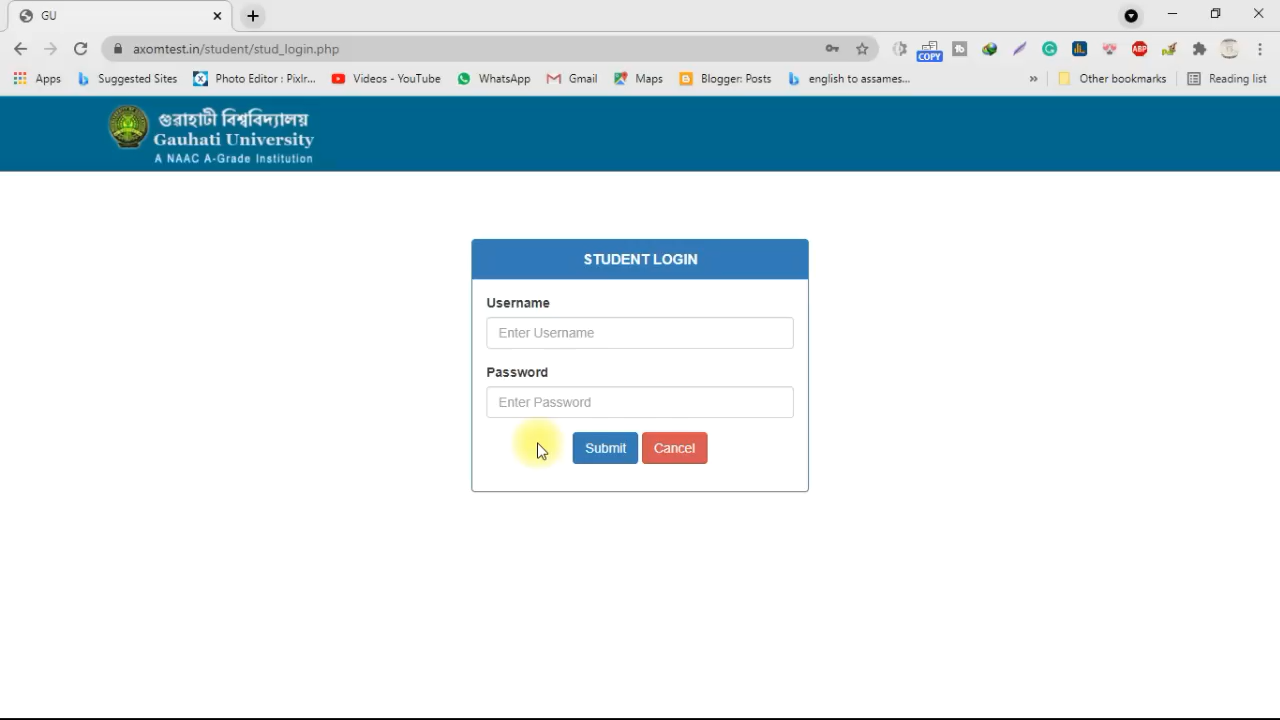 GU
axomtest.in/student/stud_login.php
COPY
ABP
Apps
Suggested Sites
Photo Editor : Pixlr...
Videos - YouTube
WhatsApp
Gmail
Maps
Blogger: Posts
english to assames...
»
Other bookmarks
Reading list
গুৱাহাটী বিশ্ববিদ্যালয়
Gauhati University
A NAAC A-Grade Institution
STUDENT LOGIN
Username
Enter Username
Password
Enter Password
Submit Cancel